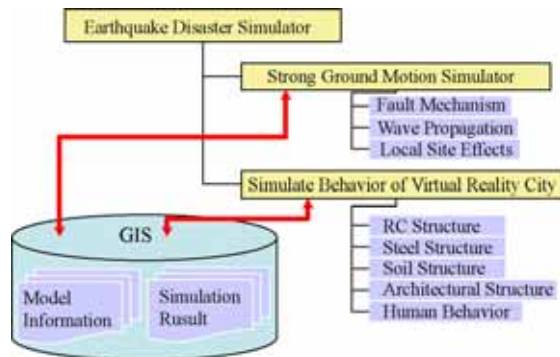 Earthquake Disaster Simulator
Strong Ground Motion Simulator
Fault Mechanism
Wave Propagation
Local Site Effects
Simulate Behavior of Virtual Reality City
RC Structure
Steel Structure
Soil Structure
Architectural Structure
Human Behavior
GIS
Model
Information
Simulation
Rusult